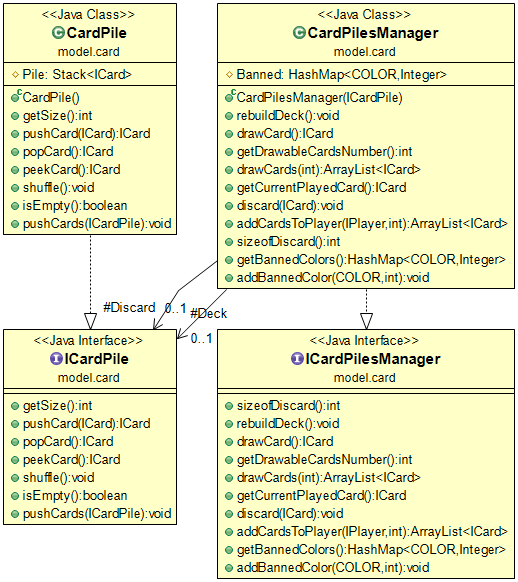 <<Java Class>>
CardPile
model.card
Pile: Stack<ICard>
CardPile()
getSize():int
pushCard(ICard):ICard
popCard():ICard
peekCard():ICard
shuffle():void
isEmpty():boolean
pushCards(ICardPile):void
<<Java Class>>
CardPilesManager
model.card
Banned: HashMap<COLOR,Integer>
CardPilesManager(ICardPile)
rebuildDeck():void
drawCard():ICard
getDrawableCardsNumber():int
drawCards(int):ArrayList<ICard>
getCurrentPlayedCard():ICard
discard(ICard):void
addCardsToPlayer(IPlayer,int):ArrayList<ICard>
sizeofDiscard():int
getBannedColors():HashMap<COLOR,Integer>
addBannedColor(COLOR,int):void
#Discard 0..1
#Deck
0..1
<<Java Interface>>
ICardPile
model.card
getSize():int
pushCard(ICard):ICard
popCard():ICard
peekCard():ICard
shuffle():void
isEmpty():boolean
pushCards(ICardPile):void
<<Java Interface>>
ICardPilesManager
model.card
sizeofDiscard():int
rebuildDeck():void
drawCard():ICard
getDrawableCardsNumber():int
drawCards(int):ArrayList<ICard>
getCurrentPlayedCard():ICard
discard(ICard):void
addCardsToPlayer(IPlayer,int):ArrayList<ICard>
getBannedColors():HashMap<COLOR,Integer>
addBannedColor(COLOR,int):void